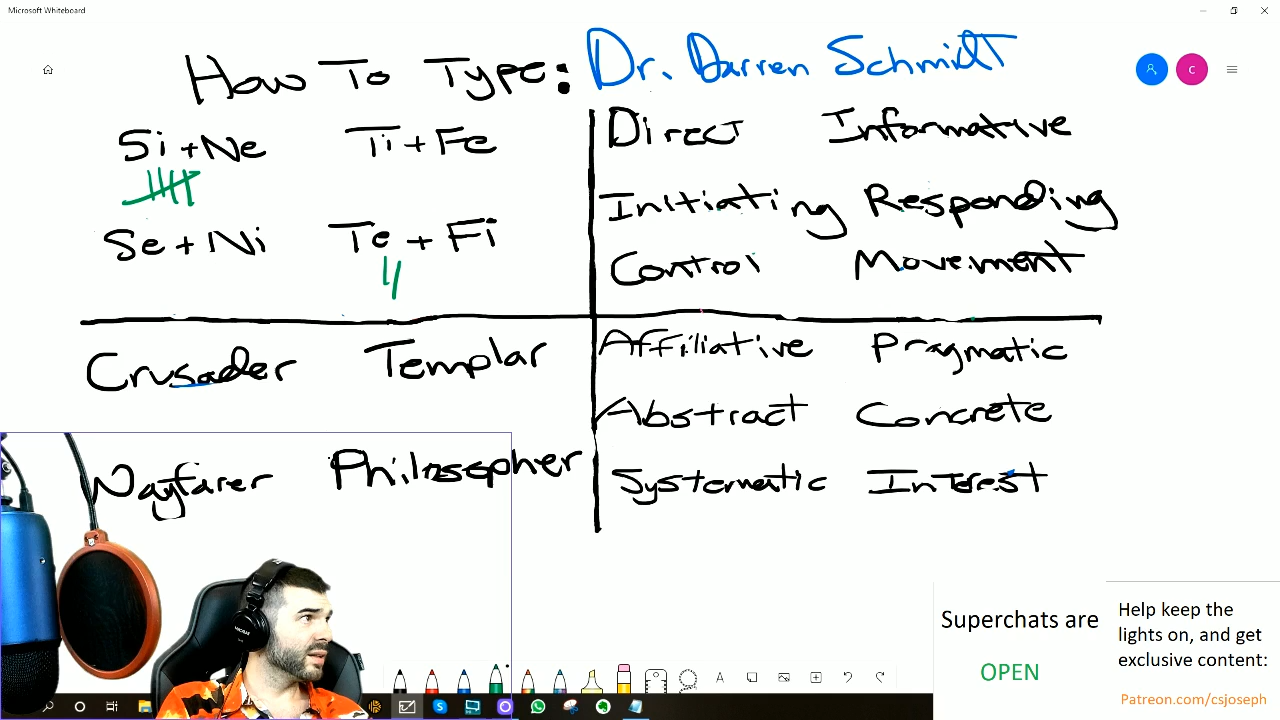 Microsoft Whiteboard
How To Type: Dr. Darren Schmidt
Si + Ne Ti + Fe
Se + Ni Te + Fi
Direct Informative
Initiating Responding
Control Movement
Crusader Templar
Wayfarer Philosopher
Affiliative Pragmatic
Abstract Concrete
Systematic Interest
C
Superchats are
OPEN
Help keep the
lights on, and get
exclusive content:
Patreon.com/csjoseph